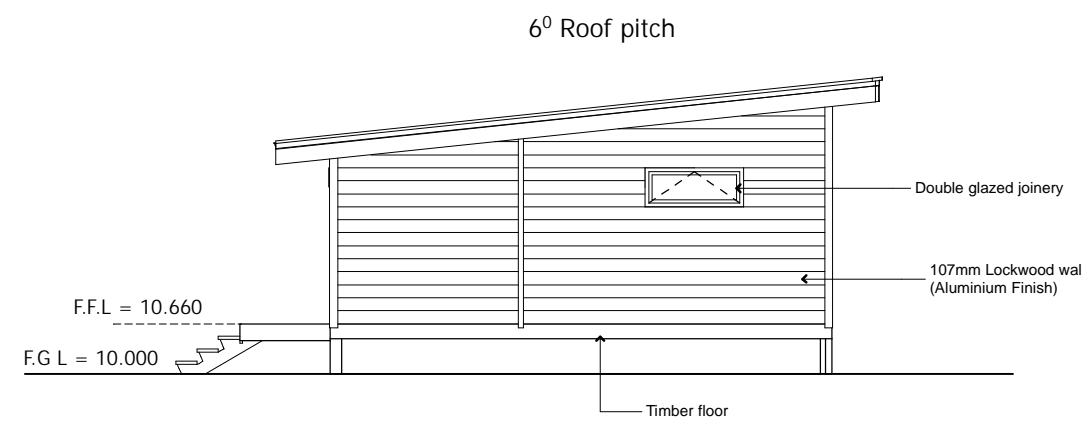 6⁰ Roof pitch
Double glazed joinery
107mm Lockwood wal
(Aluminium Finish)
F.F.L = 10.660
F.G L = 10.000
Timber floor